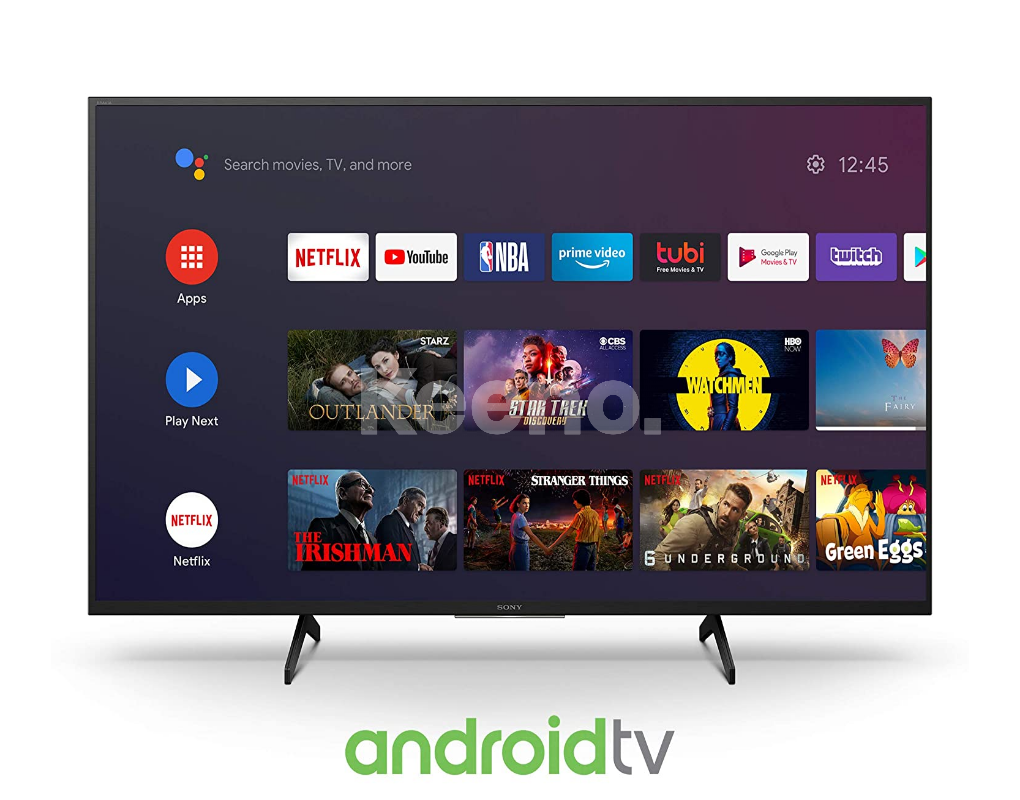 Search movies, TV, and more
12:45
Apps
NETFLIX
YouTube
NBA
prime video
tubi
Free Movies & TV
Google Play
Movies & TV
twitch
Play Next
STARZ
OUTLANDER
CBS
ALL ACCESS
STAR TREK
DISCOVERY
HBO
NOW
WATCHMEN
THE
FAIRY
Keeno.
NETFLIX
Netflix
NETFLIX
THE
IRISHMAN
NETFLIX
STRANGER THINGS
NETFLIX
6 UNDERGROUND
NETFLIX
Green Eggs
SONY
androidtv